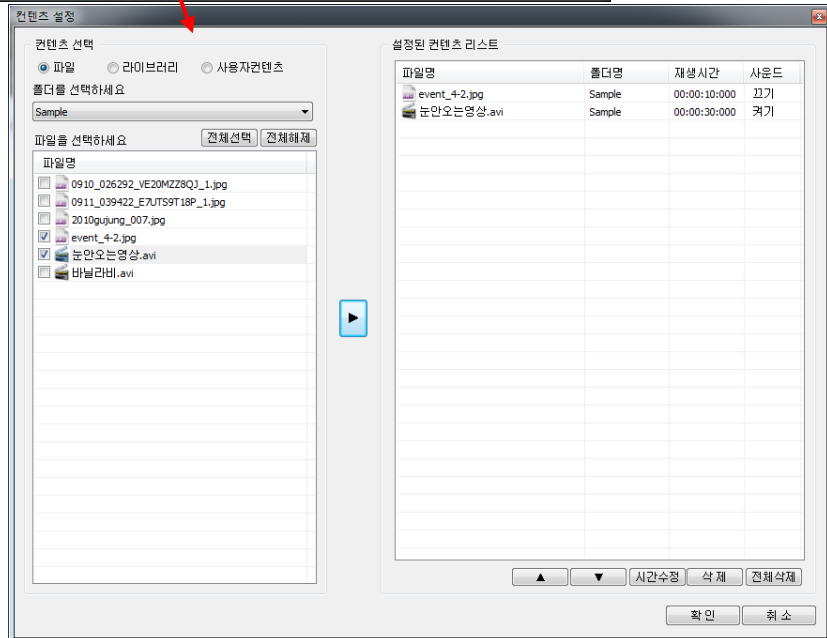 컨텐츠 설정
컨텐츠 선택
파일 라이브러리 사용자컨텐츠
폴더를 선택하세요
Sample
파일을 선택하세요 전체선택 전체해제
파일명
0910_026292_VE20MZZ8QJ_1.jpg
0911_039422_E7UTS9T18P_1.jpg
2010gujung_007.jpg
event_4-2.jpg
눈안오는영상.avi
바닐라비.avi
설정된 컨텐츠 리스트
파일명 폴더명 재생시간 사운드
event_4-2.jpg Sample 00:00:10:000 끄기
눈안오는영상.avi Sample 00:00:30:000 켜기
▲ ▼ 시간수정 삭제 전체삭제
확인 취소